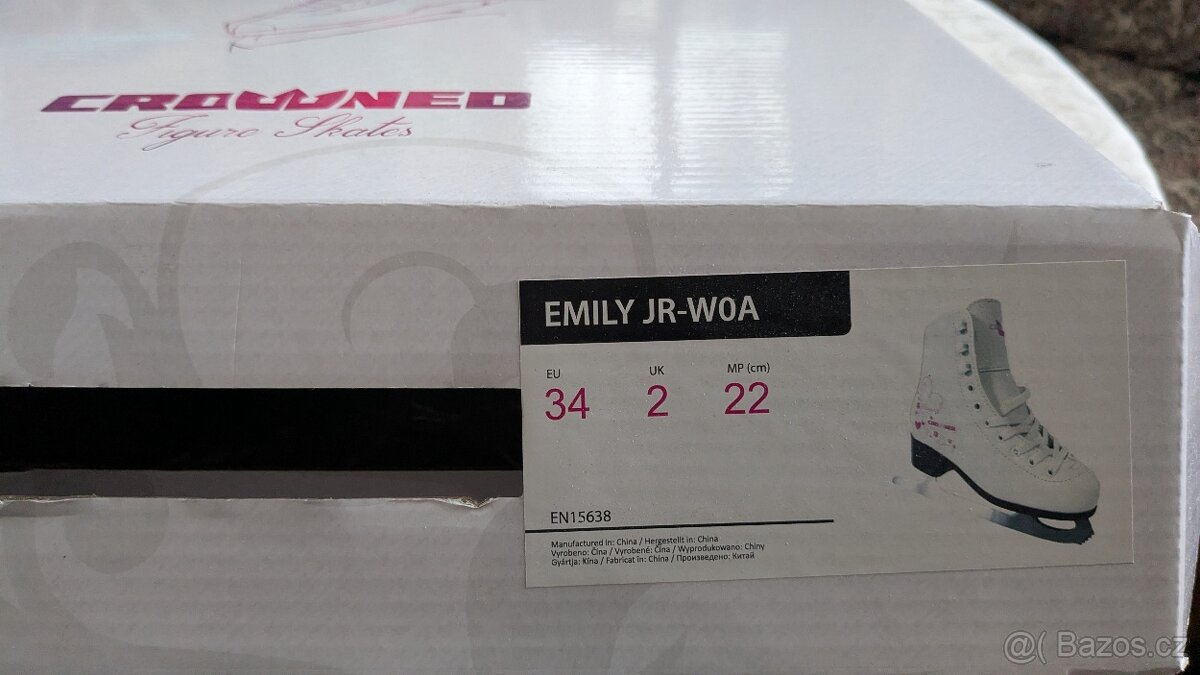 CROWNED
Figure Skates
EMILY JR-W0A
EU UK MP (cm)
34 2 22
EN15638
Manufactured in: China / Hergestellt in: China
Vyrobeno: Čína / Vyrobené: Čína / Wyprodukowano: Chiny
Gyártja: Kína / Fabricat in: China / Произведено: Китай
@( Bazos.cz